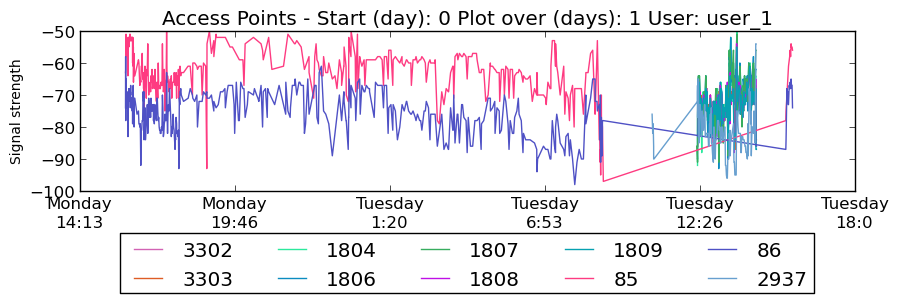 Access Points - Start (day): 0 Plot over (days): 1 User: user_1
Signal strength
−50
−60
−70
−80
−90
−100
Monday 14:13
Monday 19:46
Tuesday 1:20
Tuesday 6:53
Tuesday 12:26
Tuesday 18:0
3302 1804 1807 1809 86
3303 1806 1808 85 2937